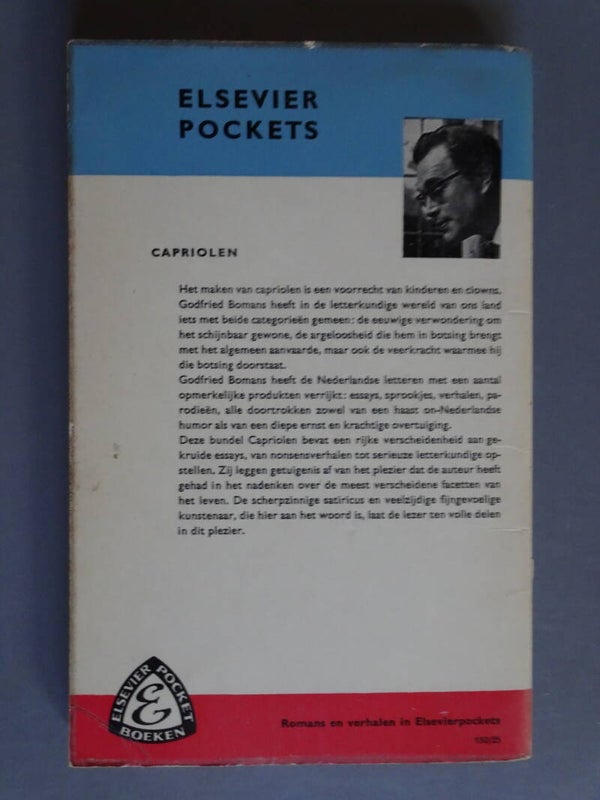 ELSEVIER
POCKETS
CAPRIOLEN
Het maken van capriolen is een voorrecht van kinderen en clowns.
Godfried Bomans heeft in de letterkundige wereld van ons land
iets met beide categorieën gemeen: de eeuwige verwondering om
het schijnbaar gewone, de argeloosheid die hem in botsing brengt
met het algemeen aanvaarde, maar ook de veerkracht waarmee hij
die botsing doorstaat.
Godfried Bomans heeft de Nederlandse letteren met een aantal
opmerkelijke produkten verrijkt: essays, sprookjes, verhalen, pa-
rodieën, alle doortrokken zowel van een haast on-Nederlandse
humor als van een diepe ernst en krachtige overtuiging.
Deze bundel Capriolen bevat een rijke verscheidenheid aan ge-
kruide essays, van nonsensverhalen tot serieuze letterkundige op-
stellen. Zij leggen getuigenis af van het plezier dat de auteur heeft
gehad in het nadenken over de meest verscheidene facetten van
het leven. De scherpzinnige satiricus en veelzijdige fijngevoelige
kunstenaar, die hier aan het woord is, laat de lezer ten volle delen
in dit plezier.
ELSEVIER POCKET
BOEKEN
Romans en verhalen in Elsevierpockets
150/25